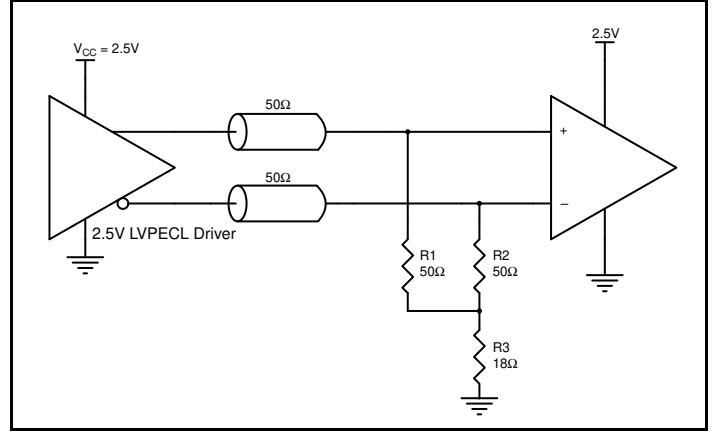 V_CC = 2.5V
2.5V
50Ω
50Ω
+
–
2.5V LVPECL Driver
R1
50Ω
R2
50Ω
R3
18Ω